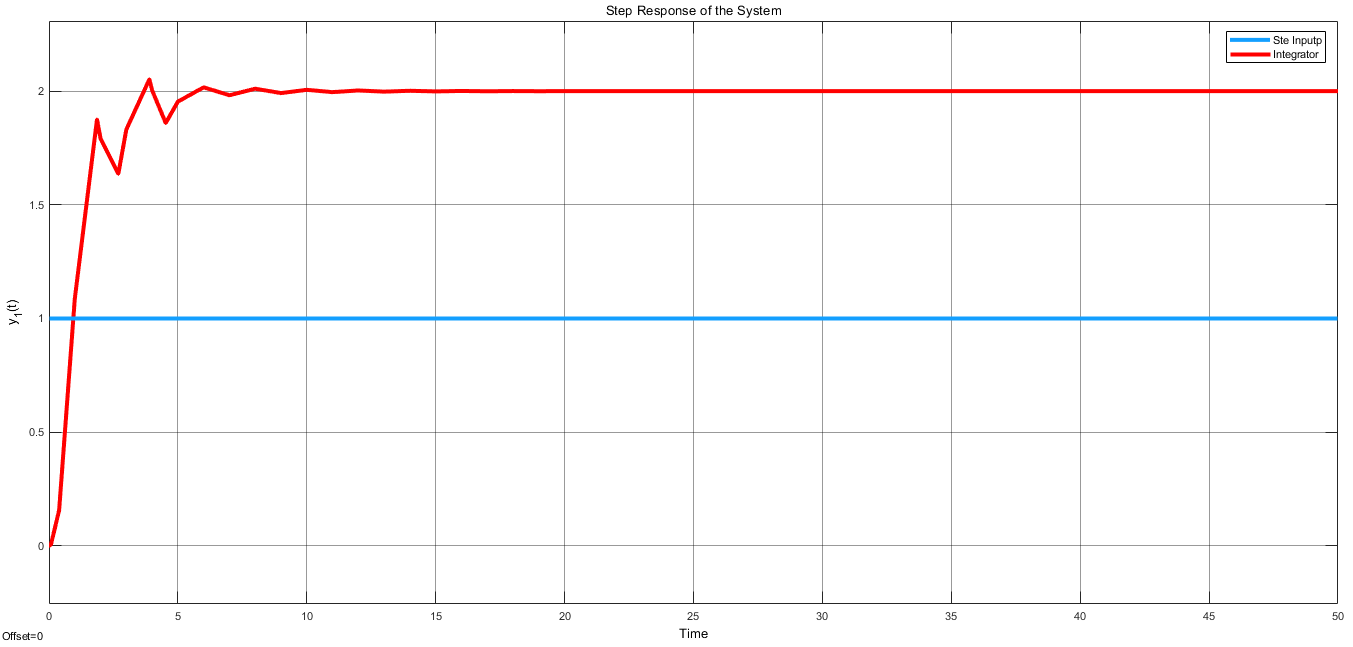 Step Response of the System
Ste Inputp
Integrator
2
1.5
1
0.5
0
y_1(t)
0 5 10 15 20 25 30 35 40 45 50
Time
Offset=0